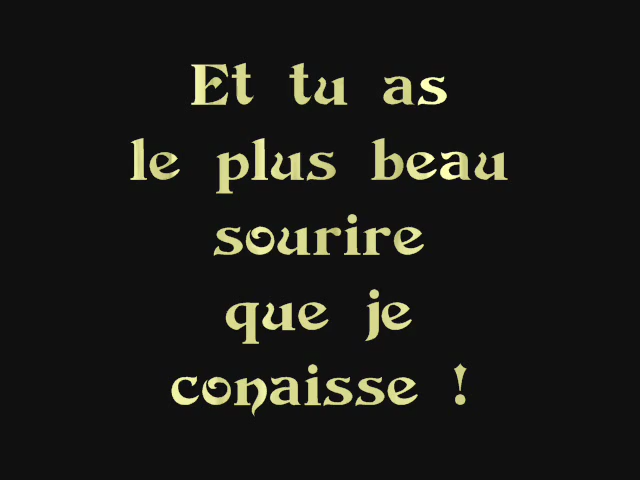 Et tu as
le plus beau
sourire
que je
conaisse !